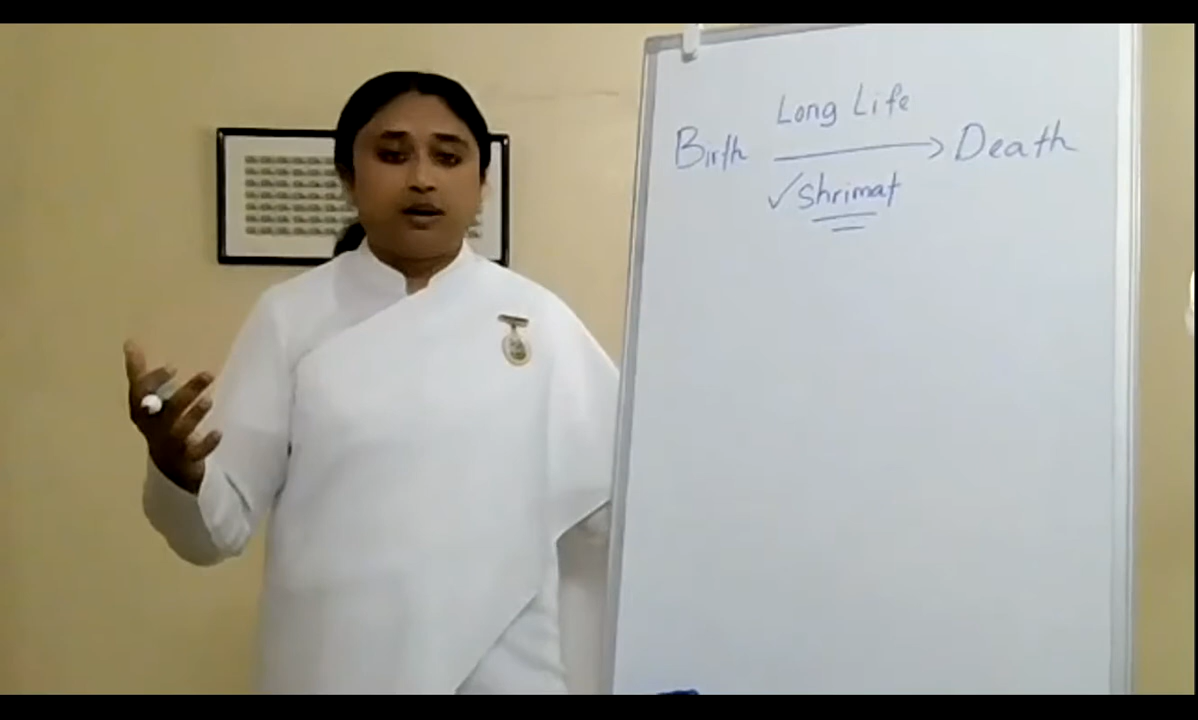 Long Life
Birth → Death
✓ Shrimat